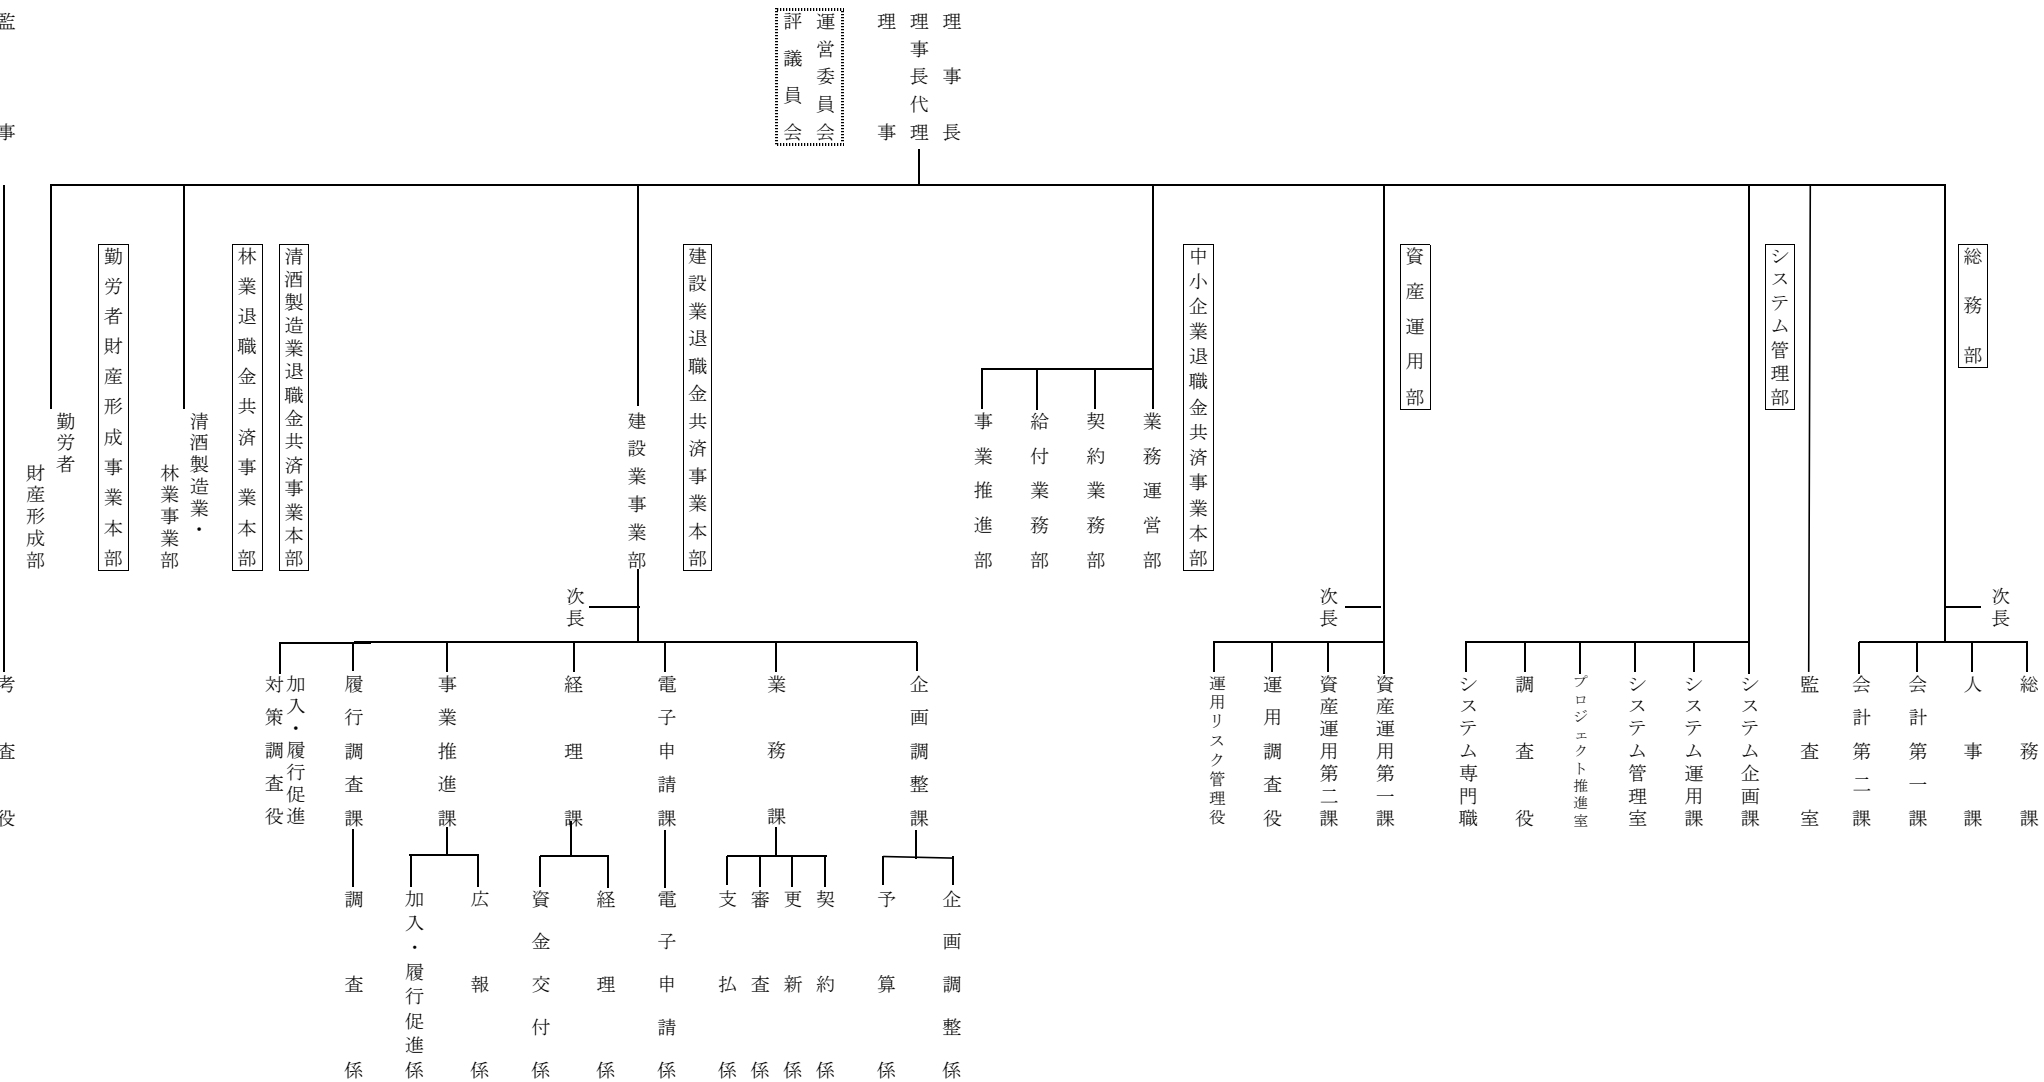 理事長
理事長代理
理事
運営委員会
評議員会
監事
総務部
システム管理部
資産運用部
中小企業退職金共済事業本部
建設業退職金共済事業本部
清酒製造業退職金共済事業本部
林業退職金共済事業本部
勤労者財産形成事業本部
業務運営部
契約業務部
給付業務部
事業推進部
建設業事業部
清酒製造業・
林業事業部
勤労者
財産形成部
次長
次長
次長
総務課
人事課
会計第一課
会計第二課
監査室
システム企画課
システム運用課
システム管理室
プロジェクト推進室
調査役
システム専門職
資産運用第一課
資産運用第二課
運用調査役
運用リスク管理役
企画調整課
業務課
電子申請課
経理課
事業推進課
履行調査課
加入・履行促進
対策調査役
考査役
企画調整係
予算係
契約係
更新係
審査係
支払係
電子申請係
経理係
資金交付係
広報係
加入・履行促進係
調査係